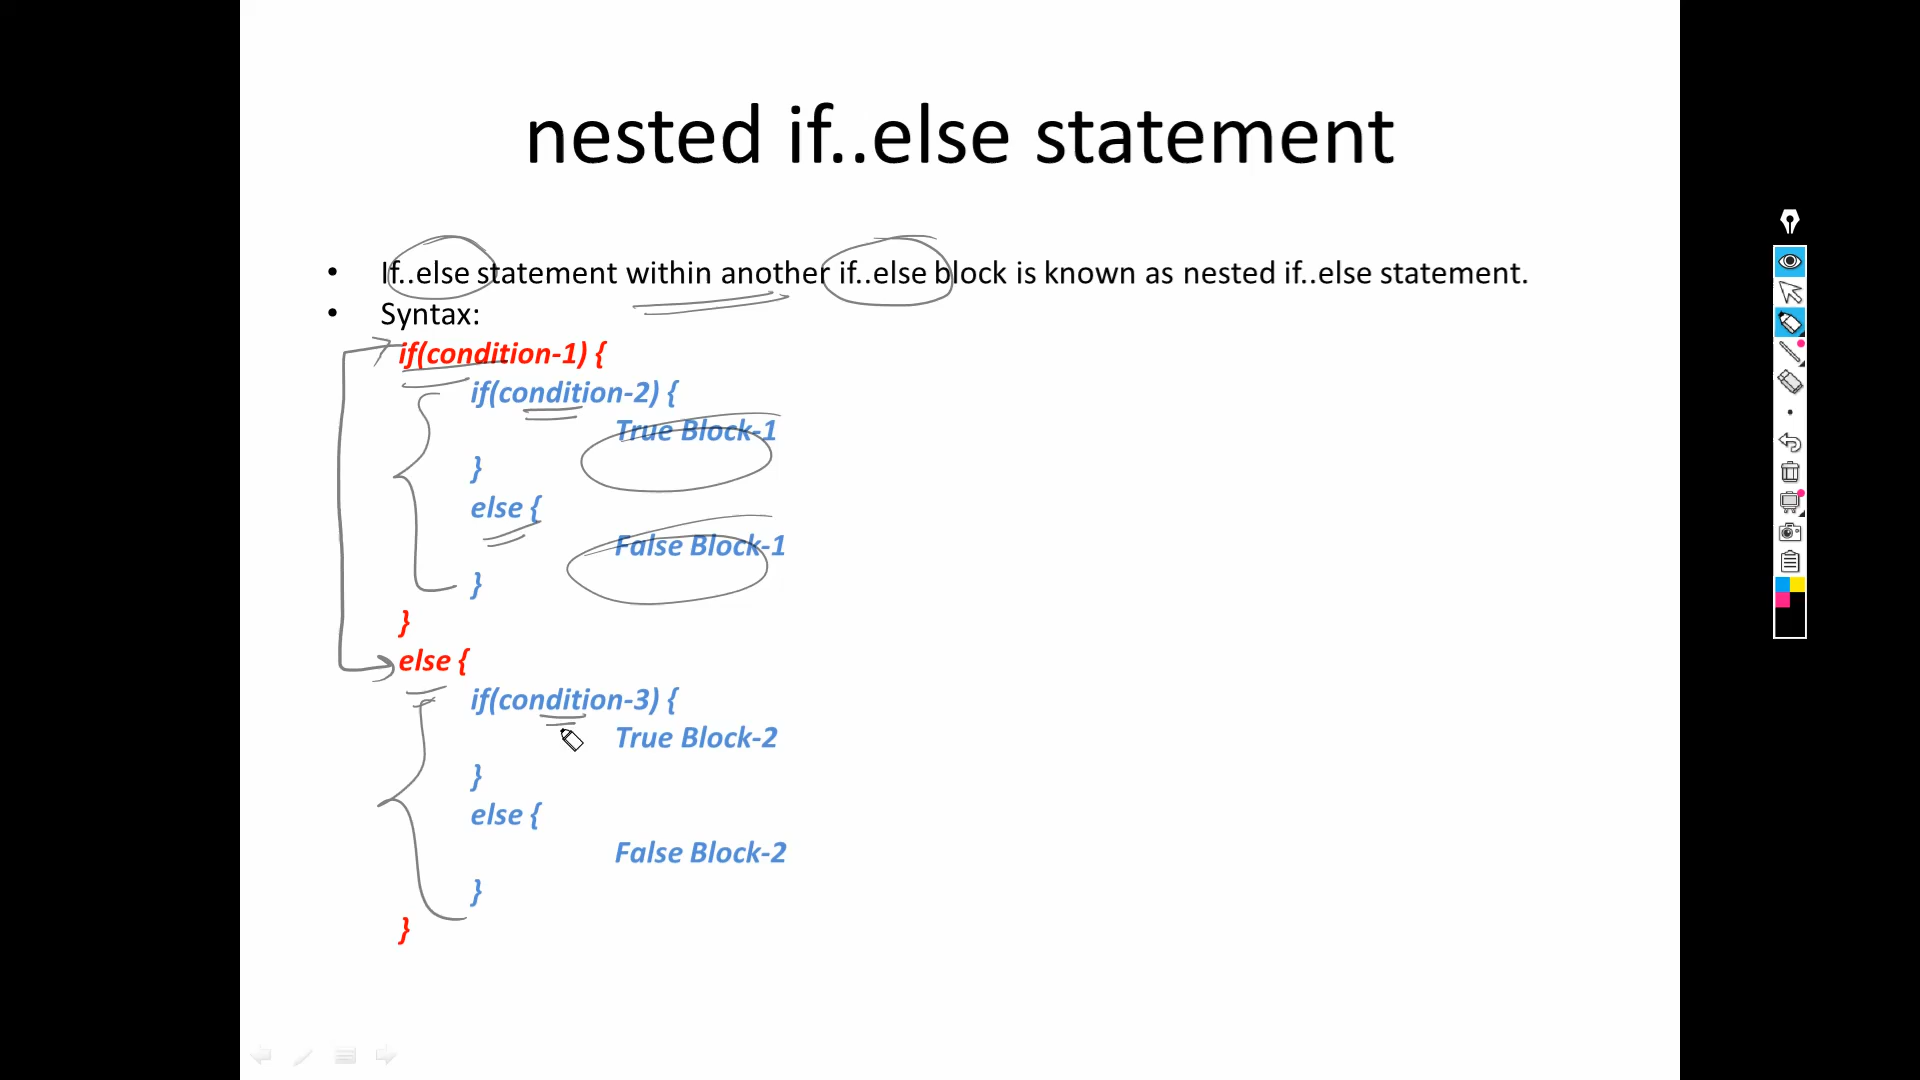 nested if..else statement
• If..else statement within another if..else block is known as nested if..else statement.
• Syntax:
if(condition-1) {
if(condition-2) {
True Block-1
}
else {
False Block-1
}
}
else {
if(condition-3) {
True Block-2
}
else {
False Block-2
}
}